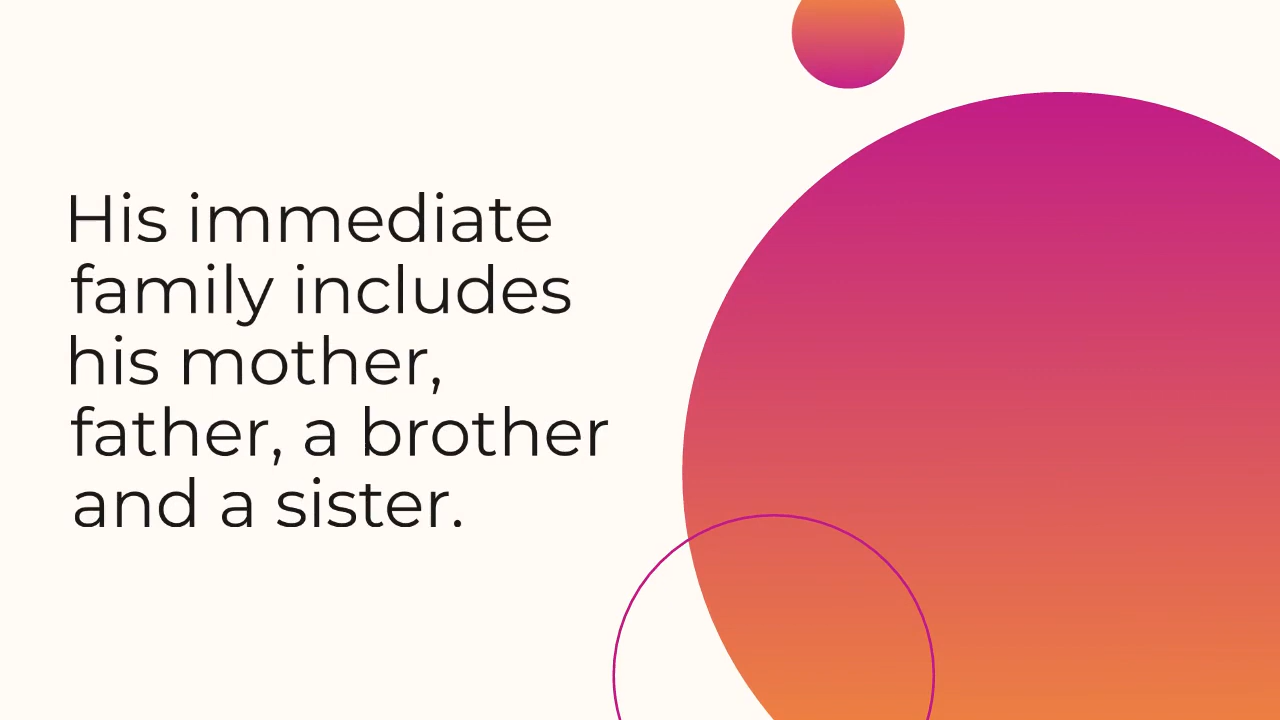 His immediate
family includes
his mother,
father, a brother
and a sister.